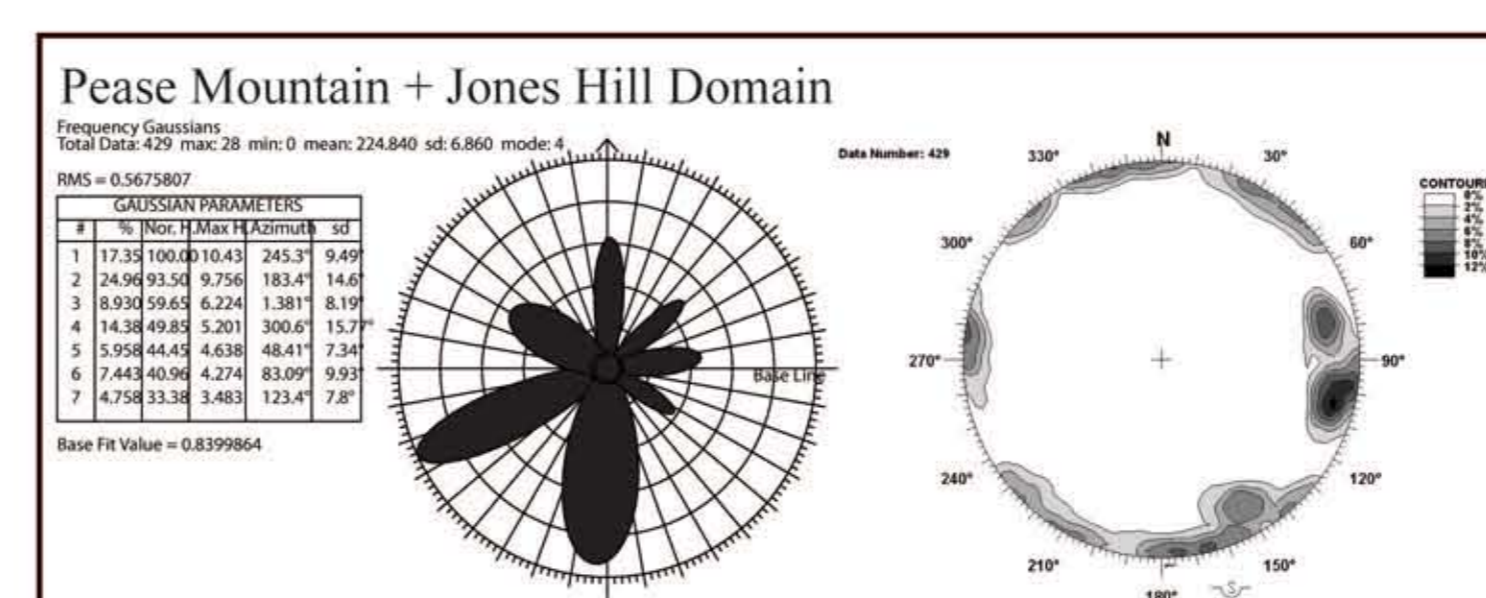 Pease Mountain + Jones Hill Domain
Frequency Gaussians
Total Data: 429 max: 28 min: 0 mean: 224.840 sd: 6.860 mode: 4
RMS = 0.5675807
GAUSSIAN PARAMETERS
# % Nor. H. Max H. Azimuth sd
1 17.35 100.00 10.43 245.3° 9.49°
2 24.96 93.50 9.756 183.4° 14.6°
3 8.930 59.65 6.224 1.381° 8.19°
4 14.38 49.85 5.201 300.6° 15.77°
5 5.958 44.45 4.638 48.41° 7.34°
6 7.443 40.96 4.274 83.09° 9.93°
7 4.758 33.38 3.483 123.4° 7.8°
Base Fit Value = 0.8399864
Base Line
Data Number: 429
N
30°
60°
90°
120°
150°
180°
S
210°
240°
270°
300°
330°
CONTOUR
0%
2%
4%
6%
8%
10%
12%